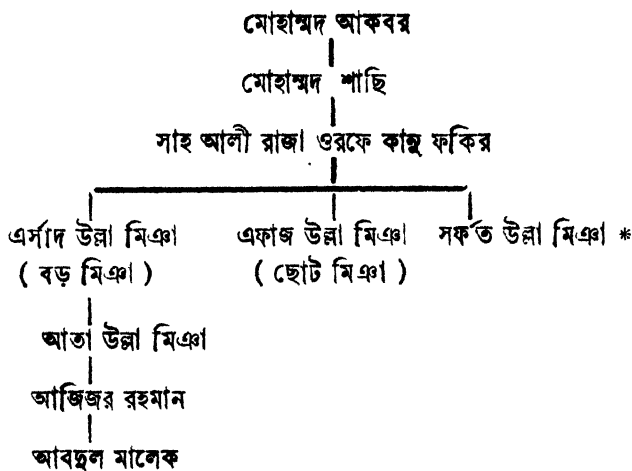 মোহাম্মদ আকবর
মোহাম্মদ শাছি
সাহ আলী রাজা ওরফে কানু ফকির
এর্সাদ উল্লা মিঞা এফাজ উল্লা মিঞা সর্ফত উল্লা মিঞা *
( বড় মিঞা ) ( ছোট মিঞা )
আতা উল্লা মিঞা
আজিজর রহমান
আবদুল মালেক